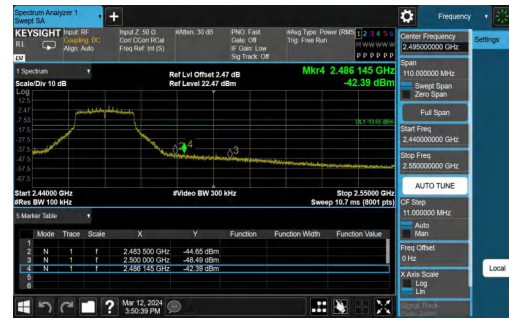 Spectrum Analyzer 1
Swept SA
Frequency
KEYSIGHT
Input: RF
Input Z: 50 Ω
#Atten: 30 dB
PNO: Fast
#Avg Type: Power (RMS
1 2 3 4 5 6
RL
Coupling: DC
Corr CCorr RCal
Gate: Off
Trig: Free Run
Align: Auto
Freq Ref: Int (S)
IF Gain: Low
M W W W W W
Sig Track: Off
P P P P P P
1 Spectrum
Ref Lvl Offset 2.47 dB
Mkr4 2.486 145 GHz
Scale/Div 10 dB
Ref Level 22.47 dBm
-42.39 dBm
Log
12.5
2.47
-7.53
-17.5
-27.5
-37.5
-47.5
-57.5
-67.5
4
3
Start 2.44000 GHz
#Video BW 300 kHz
Stop 2.55000 GHz
#Res BW 100 kHz
Sweep 10.7 ms (8001 pts)
5 Marker Table
Mode Trace Scale X Y Function Function Width Function Value
1
2 N 1 f 2.483 500 GHz -44.65 dBm
3 N 1 f 2.500 000 GHz -48.49 dBm
4 N 1 f 2.486 145 GHz -42.39 dBm
5
6
Mar 12, 2024
3:50:39 PM
Center Frequency
2.495000000 GHz
Settings
Span
110.000000 MHz
Swept Span
Zero Span
Full Span
Start Freq
2.440000000 GHz
Stop Freq
2.550000000 GHz
AUTO TUNE
CF Step
11.000000 MHz
Auto
Man
Freq Offset
0 Hz
X Axis Scale
Log
Lin
Local
Signal Track